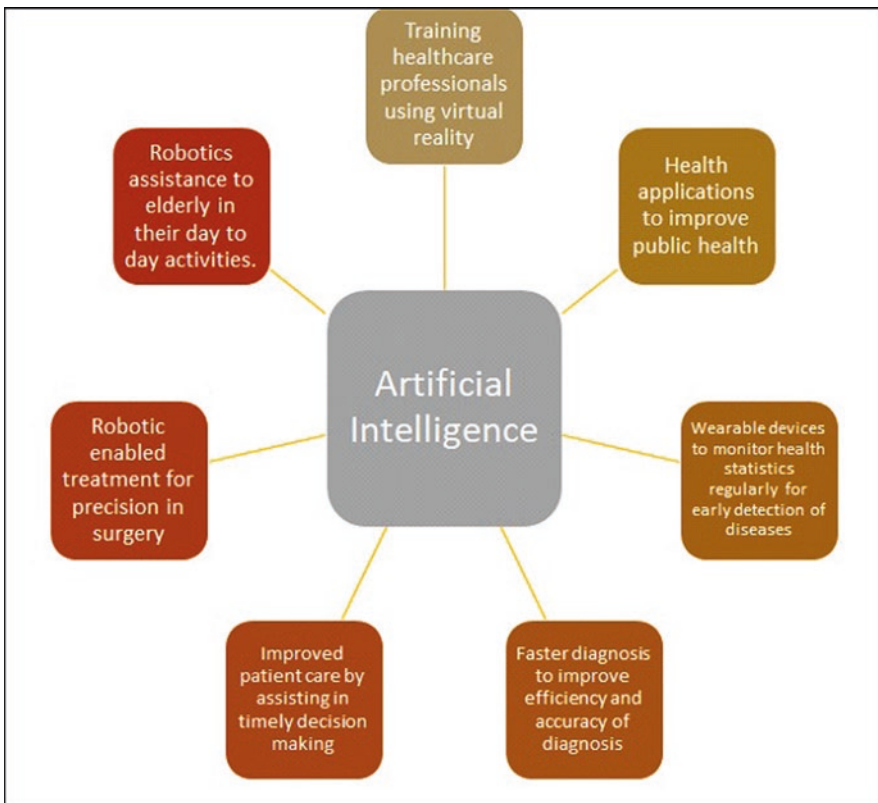 Training
healthcare
professionals
using virtual
reality
Robotics
assistance to
elderly in
their day to
day activities.
Health
applications
to improve
public health
Artificial
Intelligence
Robotic
enabled
treatment for
precision in
surgery
Wearable devices
to monitor health
statistics
regularly for
early detection of
diseases
Improved
patient care by
assisting in
timely decision
making
Faster diagnosis
to improve
efficiency and
accuracy of
diagnosis